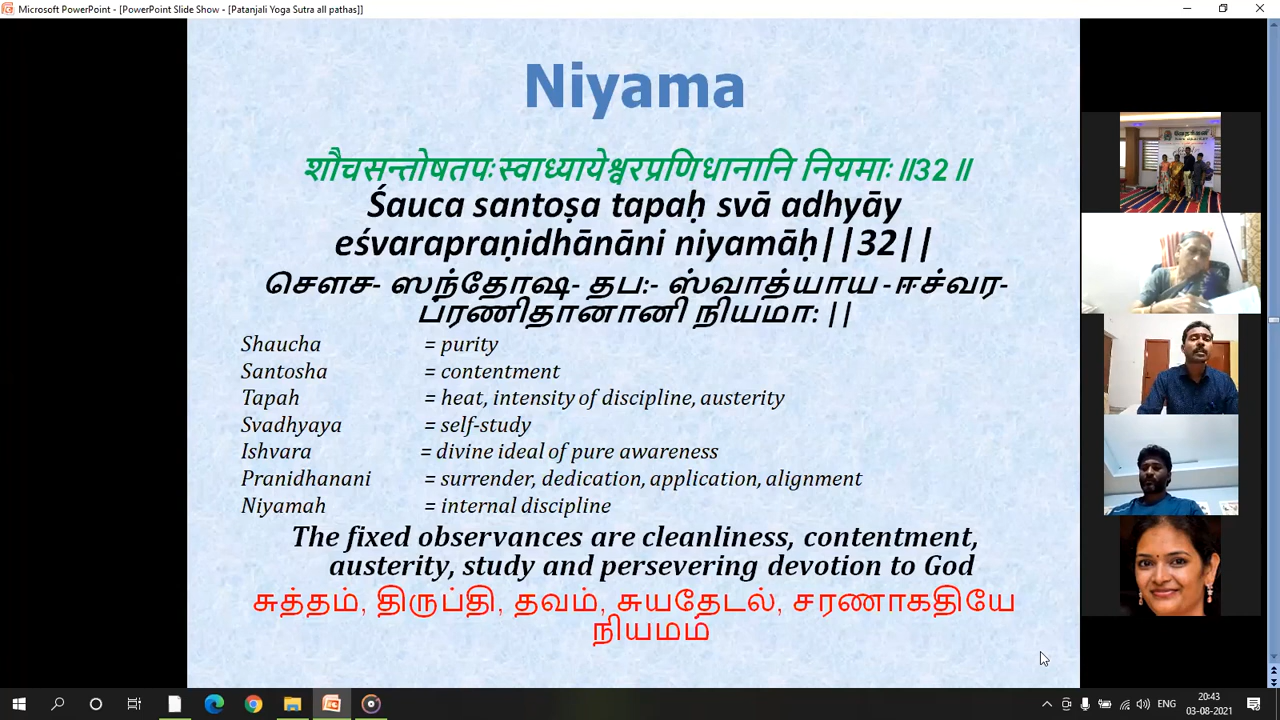 Microsoft PowerPoint - [PowerPoint Slide Show - [Patanjali Yoga Sutra all pathas]]
Niyama
शौचसन्तोषतपःस्वाध्यायेश्वरप्रणिधानानि नियमाः॥32॥
Śauca santoṣa tapaḥ svā adhyāy
eśvarapraṇidhānāni niyamāḥ||32||
சௌச- ஸந்தோஷ- தப:- ஸ்வாத்யாய -ஈச்வர-
ப்ரணிதானானி நியமா: ||
Shaucha = purity
Santosha = contentment
Tapah = heat, intensity of discipline, austerity
Svadhyaya = self-study
Ishvara = divine ideal of pure awareness
Pranidhanani = surrender, dedication, application, alignment
Niyamah = internal discipline
The fixed observances are cleanliness, contentment,
austerity, study and persevering devotion to God
சுத்தம், திருப்தி, தவம், சுயதேடல், சரணாகதியே
நியமம்
ENG
20:43
03-08-2021